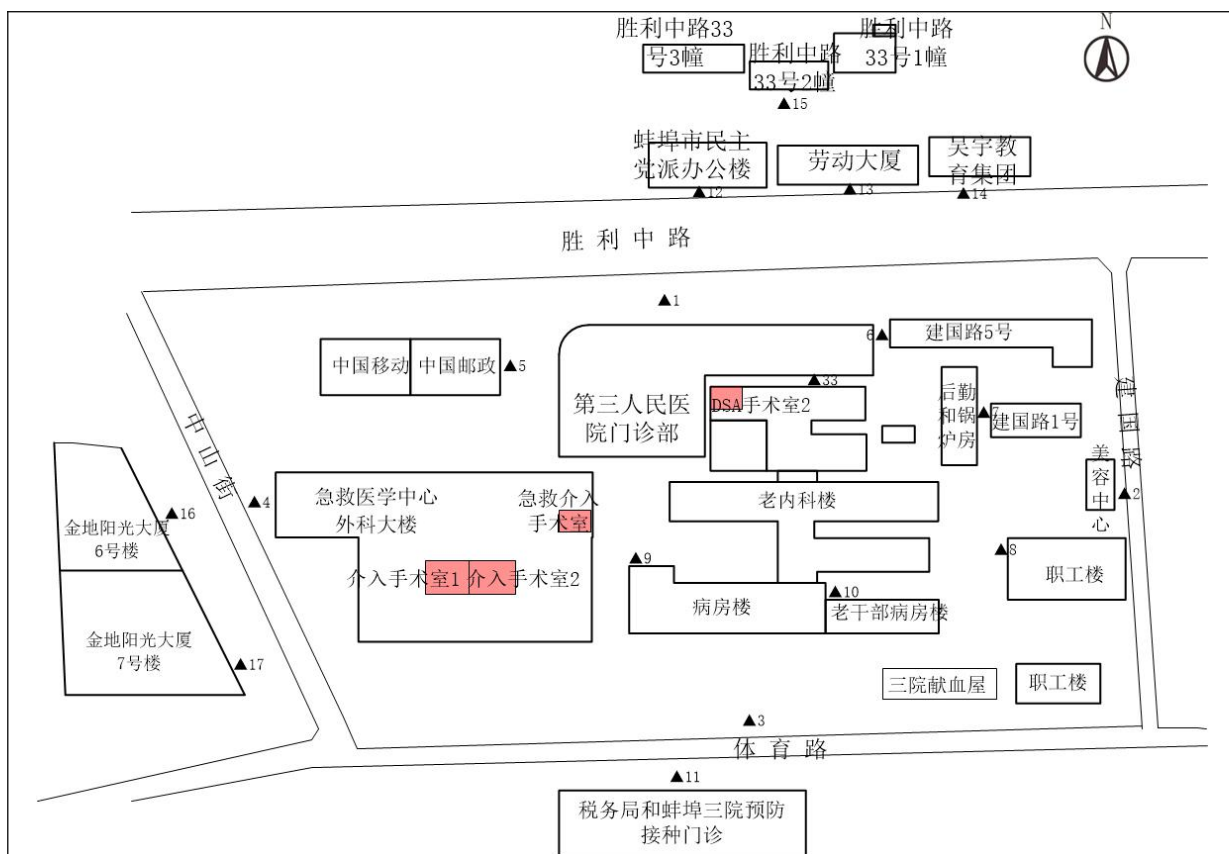 胜利中路33
号3幢
胜利中路
33号2幢
胜利中路
33号1幢
N
▲15
蚌埠市民主
党派办公楼
劳动大厦
吴宇教
育集团
▲12
▲13
▲14
胜利中路
▲1
中国移动
中国邮政
▲5
第三人民医
院门诊部
6▲
建国路5号
▲33
DSA手术室2
后勤
和锅
炉房
▲7
建国路1号
建国路
美容中心
▲2
中山街
▲4
急救医学中心
外科大楼
急救介入
手术室
老内科楼
▲16
金地阳光大厦
6号楼
介入手术室1
介入手术室2
▲9
病房楼
▲10
老干部病房楼
▲8
职工楼
金地阳光大厦
7号楼
▲17
三院献血屋
职工楼
▲3
体育路
▲11
税务局和蚌埠三院预防
接种门诊